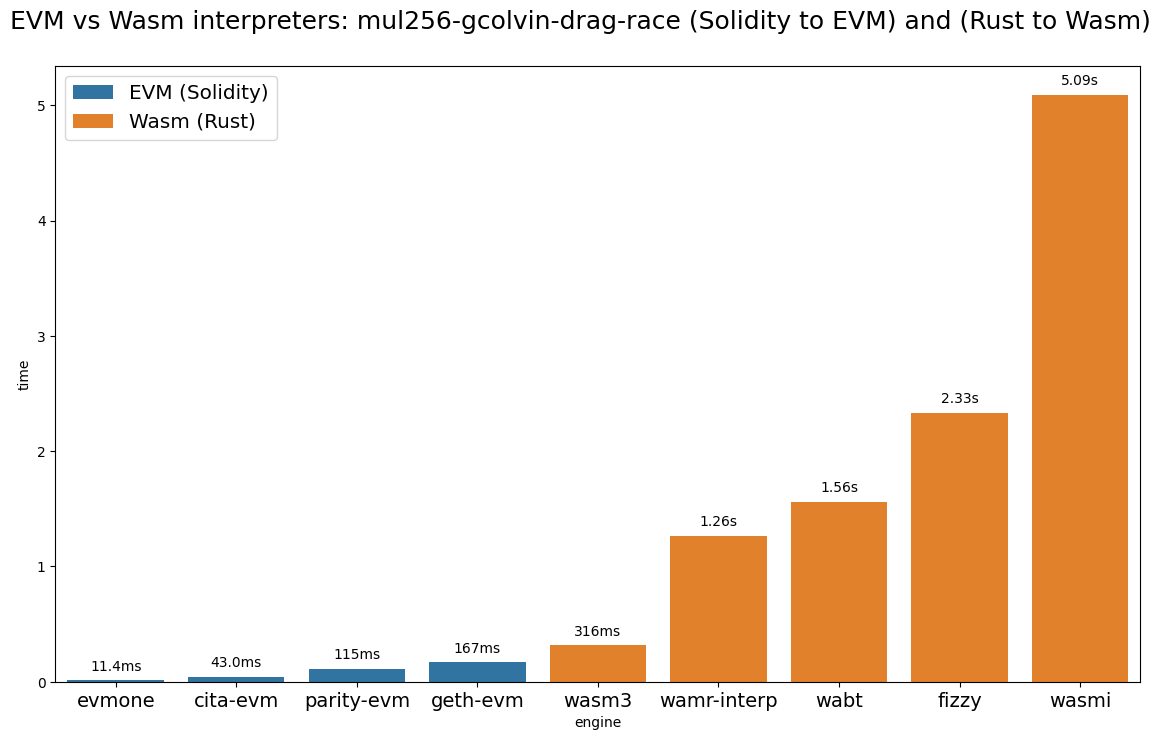 EVM vs Wasm interpreters: mul256-gcolvin-drag-race (Solidity to EVM) and (Rust to Wasm)
EVM (Solidity)
Wasm (Rust)
5.09s
5
4
3
time
2.33s
2
1.56s
1.26s
1
316ms
167ms
115ms
43.0ms
11.4ms
0
evmone cita-evm parity-evm geth-evm wasm3 wamr-interp wabt fizzy wasmi
engine